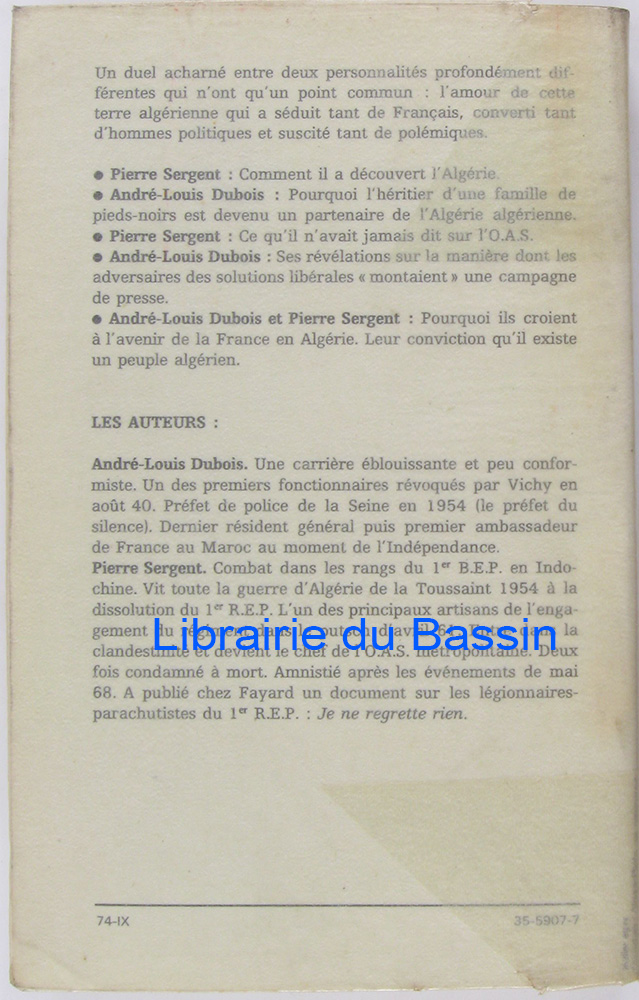 Un duel acharné entre deux personnalités profondément dif-
férentes qui n'ont qu'un point commun : l'amour de cette
terre algérienne qui a séduit tant de Français, converti tant
d'hommes politiques et suscité tant de polémiques.
● Pierre Sergent : Comment il a découvert l'Algérie.
● André-Louis Dubois : Pourquoi l'héritier d'une famille de
pieds-noirs est devenu un partenaire de l'Algérie algérienne.
● Pierre Sergent : Ce qu'il n'avait jamais dit sur l'O.A.S.
● André-Louis Dubois : Ses révélations sur la manière dont les
adversaires des solutions libérales « montaient » une campagne
de presse.
● André-Louis Dubois et Pierre Sergent : Pourquoi ils croient
à l'avenir de la France en Algérie. Leur conviction qu'il existe
un peuple algérien.
LES AUTEURS :
André-Louis Dubois. Une carrière éblouissante et peu confor-
miste. Un des premiers fonctionnaires révoqués par Vichy en
août 40. Préfet de police de la Seine en 1954 (le préfet du
silence). Dernier résident général puis premier ambassadeur
de France au Maroc au moment de l'Indépendance.
Pierre Sergent. Combat dans les rangs du 1er B.E.P. en Indo-
chine. Vit toute la guerre d'Algérie de la Toussaint 1954 à la
dissolution du 1er R.E.P. L'un des principaux artisans de l'enga-
gement du régiment dans le putsch d'avril 61. Entre dans la
Librairie du Bassin
clandestinité et devient le chef de l'O.A.S. métropolitaine. Deux
fois condamné à mort. Amnistié après les événements de mai
68. A publié chez Fayard un document sur les légionnaires-
parachutistes du 1er R.E.P. : Je ne regrette rien.
74-IX
35-5907-7